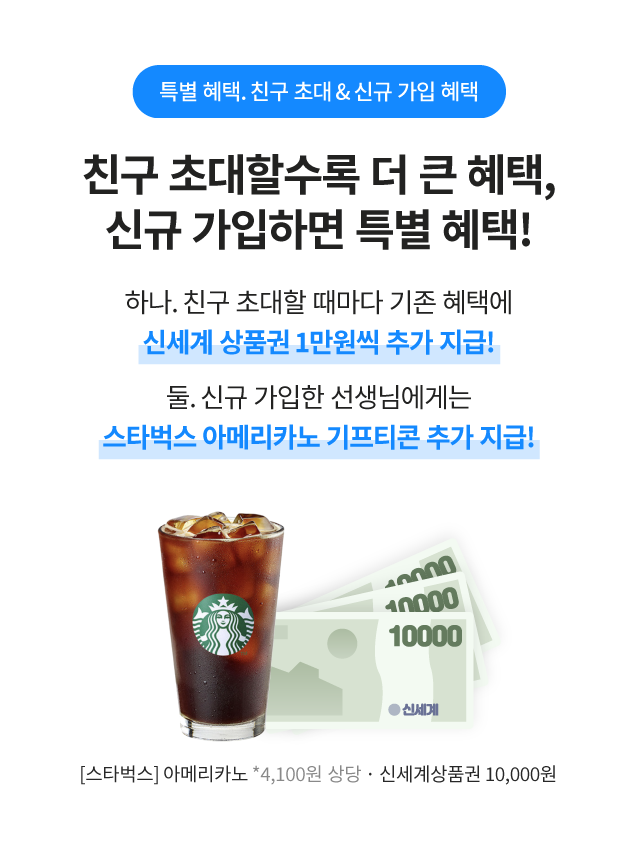 특별 혜택. 친구 초대 & 신규 가입 혜택
친구 초대할수록 더 큰 혜택,
신규 가입하면 특별 혜택!
하나. 친구 초대할 때마다 기존 혜택에
신세계 상품권 1만원씩 추가 지급!
둘. 신규 가입한 선생님에게는
스타벅스 아메리카노 기프티콘 추가 지급!
10000
10000
10000
신세계
[스타벅스] 아메리카노 *4,100원 상당 · 신세계상품권 10,000원